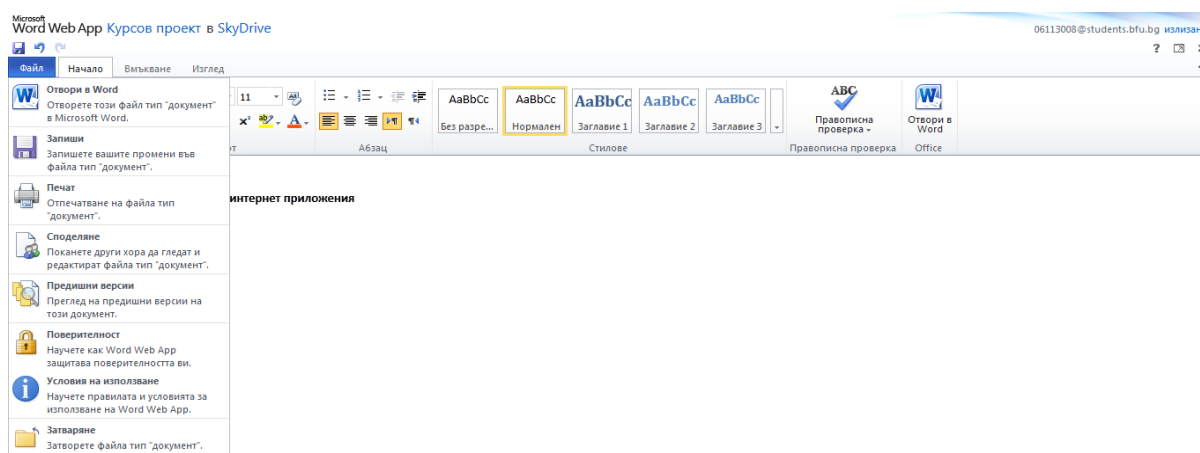 Microsoft
Word Web App Курсов проект в SkyDrive
06113008@students.bfu.bg излизан
Файл Начало Вмъкване Изглед
Отвори в Word
Отворете този файл тип "документ"
в Microsoft Word.
Запиши
Запишете вашите промени във
файла тип "документ".
Печат
Отпечатване на файла тип
"документ".
Споделяне
Поканете други хора да гледат и
редактират файла тип "документ".
Предишни версии
Преглед на предишни версии на
този документ.
Поверителност
Научете как Word Web App
защитава поверителността ви.
Условия на използване
Научете правилата и условията за
използване на Word Web App.
Затваряне
Затворете файла тип "документ".
11
Абзац
AaBbCc AaBbCc AaBbCc AaBbCc AaBbCc
Без разре... Нормален Заглавие 1 Заглавие 2 Заглавие 3
Стилове
ABC
Правописна
проверка
Правописна проверка
Отвори в
Word
Office
интернет приложения